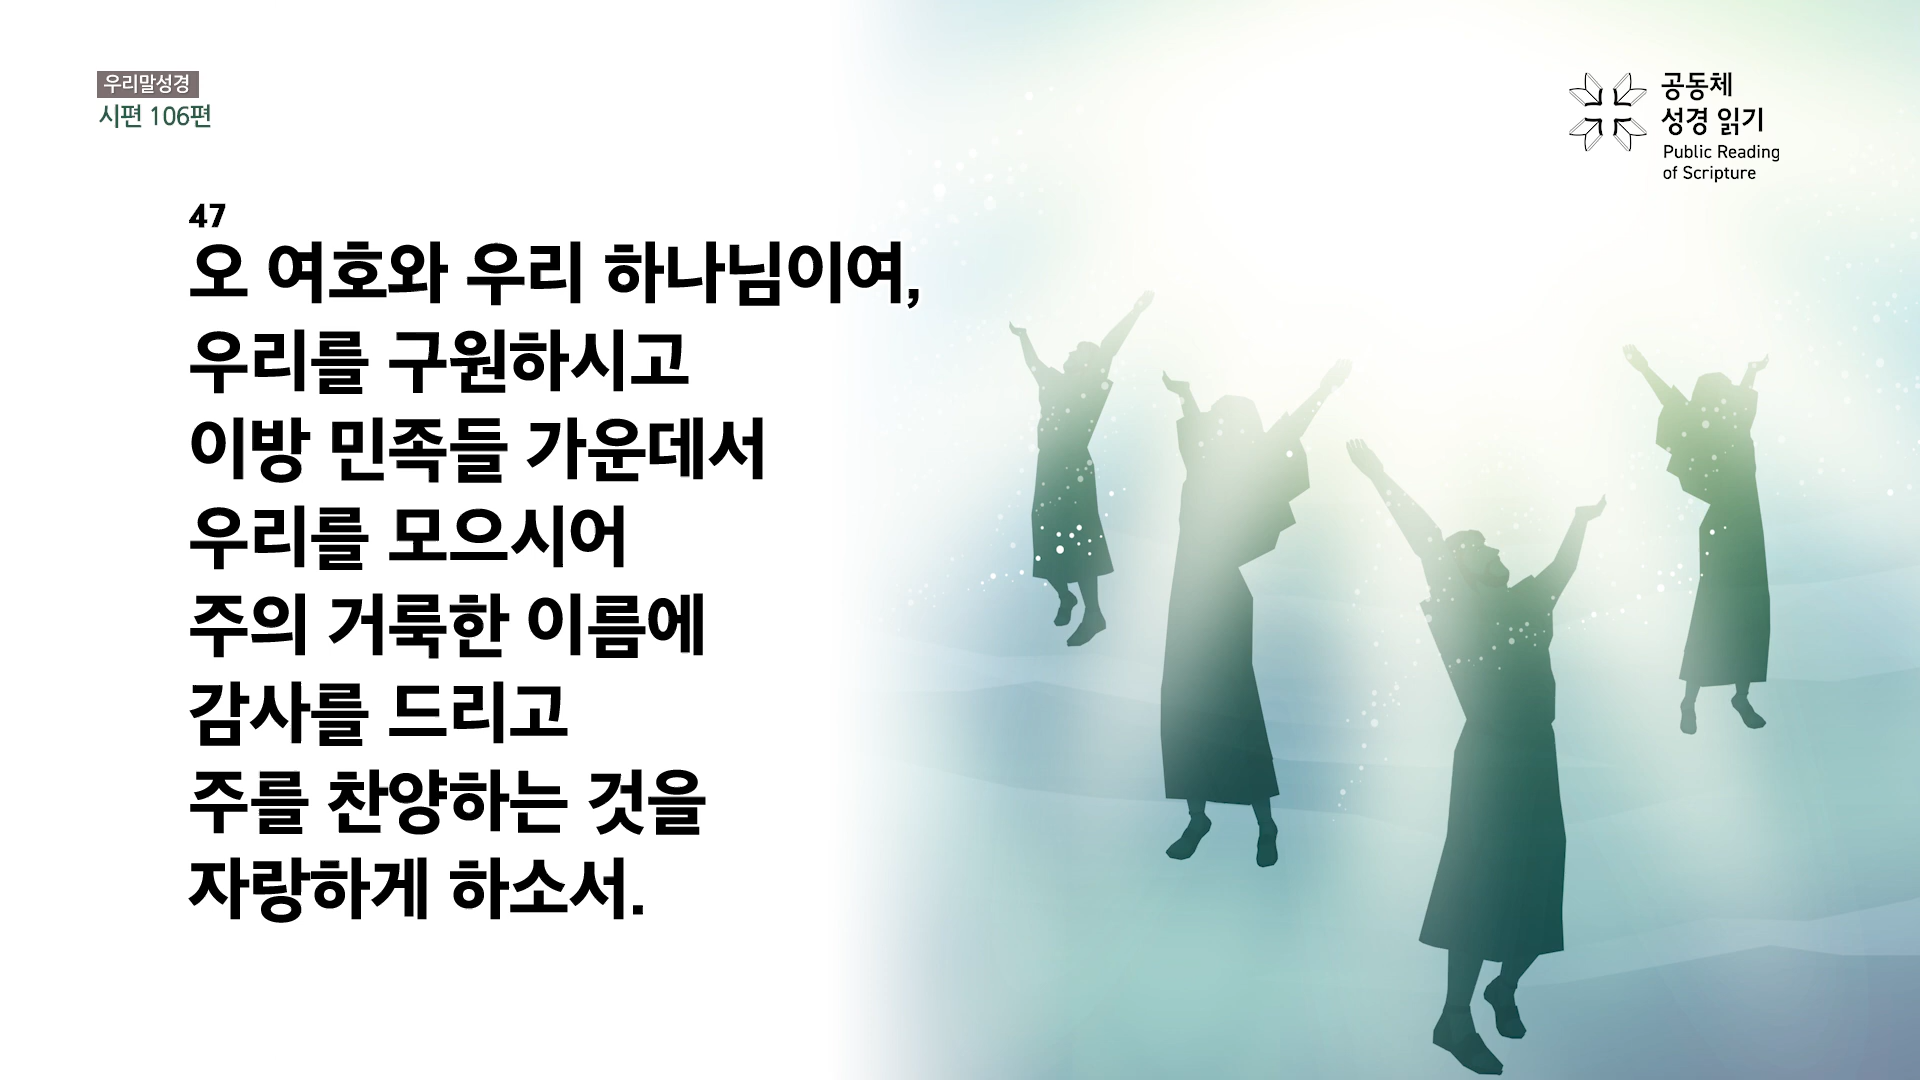 우리말성경
시편 106편
공동체
성경 읽기
Public Reading
of Scripture
47
오 여호와 우리 하나님이여,
우리를 구원하시고
이방 민족들 가운데서
우리를 모으시어
주의 거룩한 이름에
감사를 드리고
주를 찬양하는 것을
자랑하게 하소서.